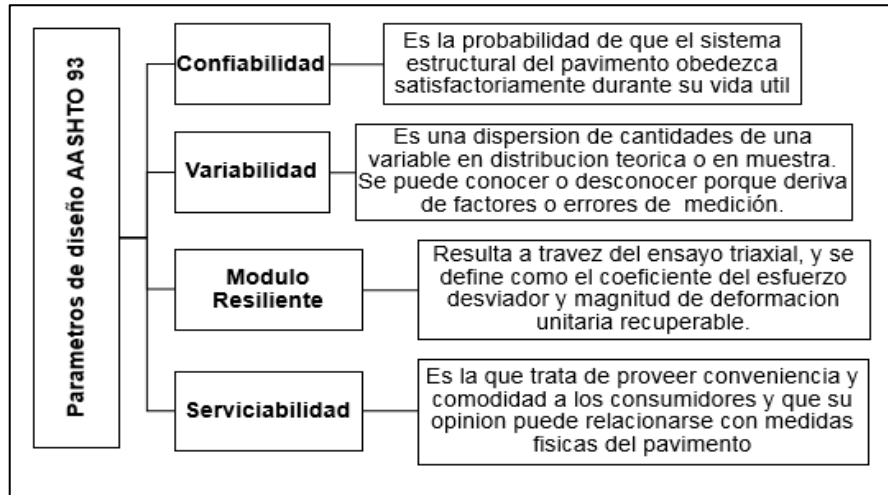 Parametros de diseño AASHTO 93
Confiabilidad
Es la probabilidad de que el sistema
estructural del pavimento obedezca
satisfactoriamente durante su vida util
Variabilidad
Es una dispersion de cantidades de una
variable en distribucion teorica o en muestra.
Se puede conocer o desconocer porque deriva
de factores o errores de medición.
Modulo
Resiliente
Resulta a travez del ensayo triaxial, y se
define como el coeficiente del esfuerzo
desviador y magnitud de deformacion
unitaria recuperable.
Serviciabilidad
Es la que trata de proveer conveniencia y
comodidad a los consumidores y que su
opinion puede relacionarse con medidas
fisicas del pavimento